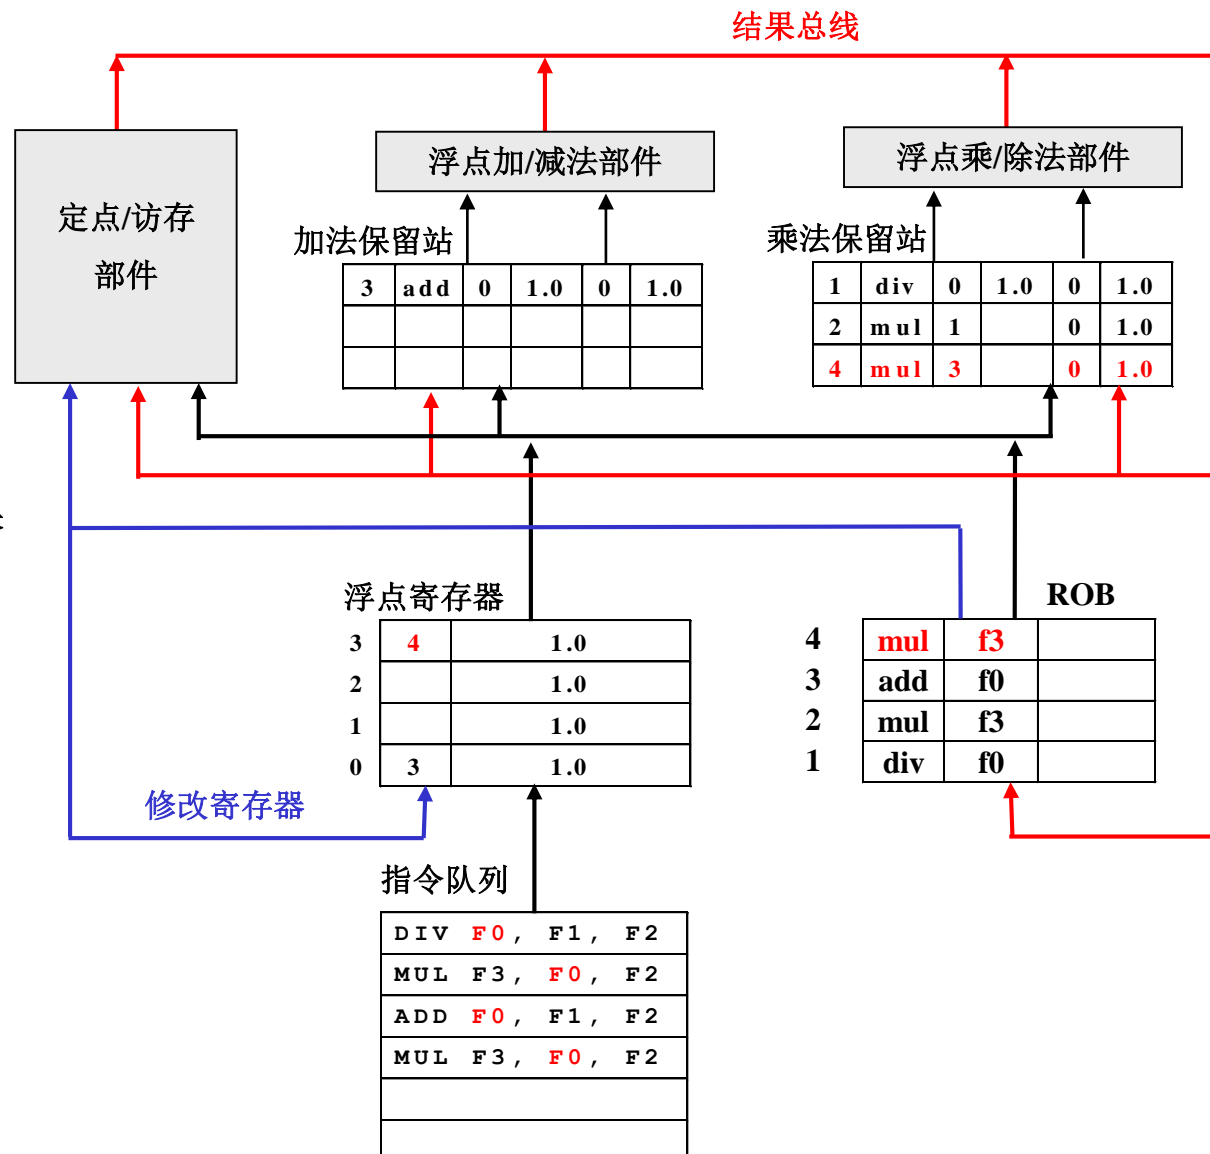 结果总线
定点/访存
部件
浮点加/减法部件
浮点乘/除法部件
加法保留站
乘法保留站
3 add 0 1.0 0 1.0
1 div 0 1.0 0 1.0
2 mul 1 0 1.0
4 mul 3 0 1.0
浮点寄存器
3 4 1.0
2 1.0
1 1.0
0 3 1.0
ROB
4 mul f3
3 add f0
2 mul f3
1 div f0
修改寄存器
指令队列
DIV F0, F1, F2
MUL F3, F0, F2
ADD F0, F1, F2
MUL F3, F0, F2